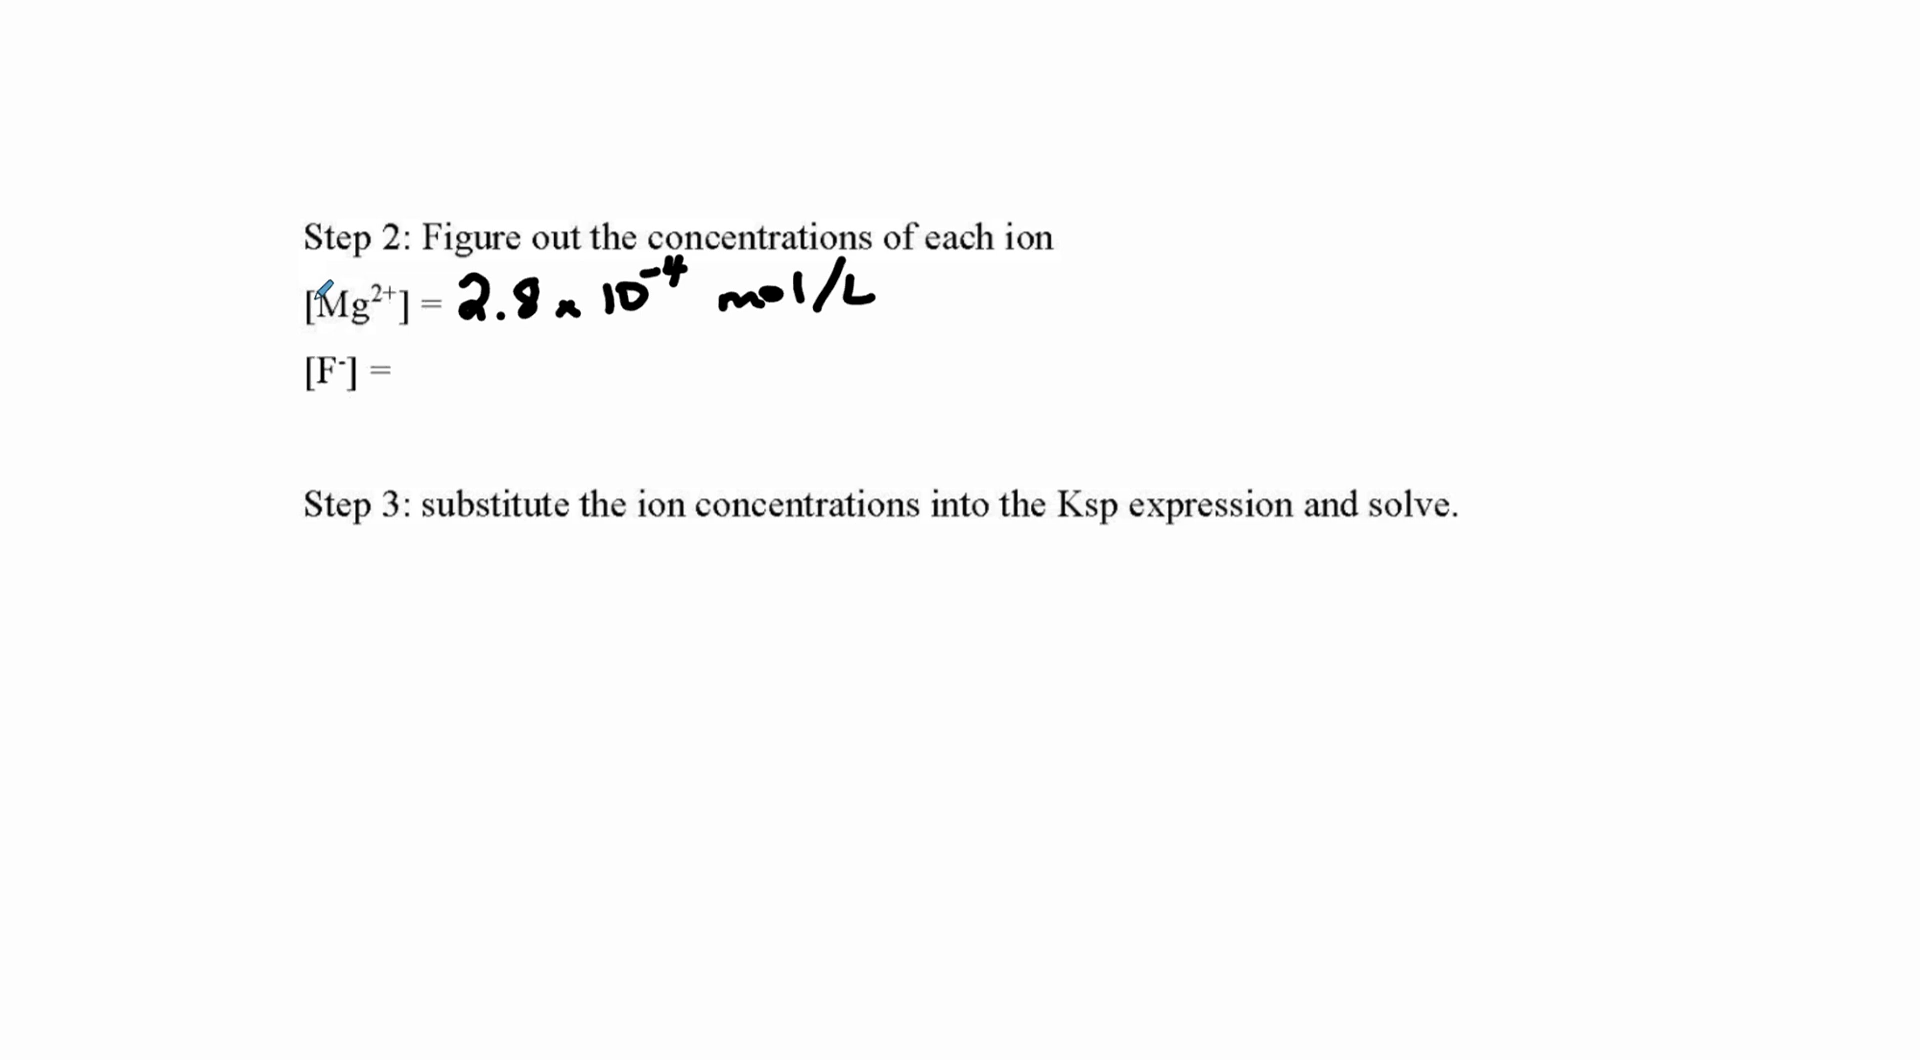 Step 2: Figure out the concentrations of each ion
[Mg²⁺] = 2.8 x 10⁻⁴ mol/L
[F⁻] =
Step 3: substitute the ion concentrations into the Ksp expression and solve.